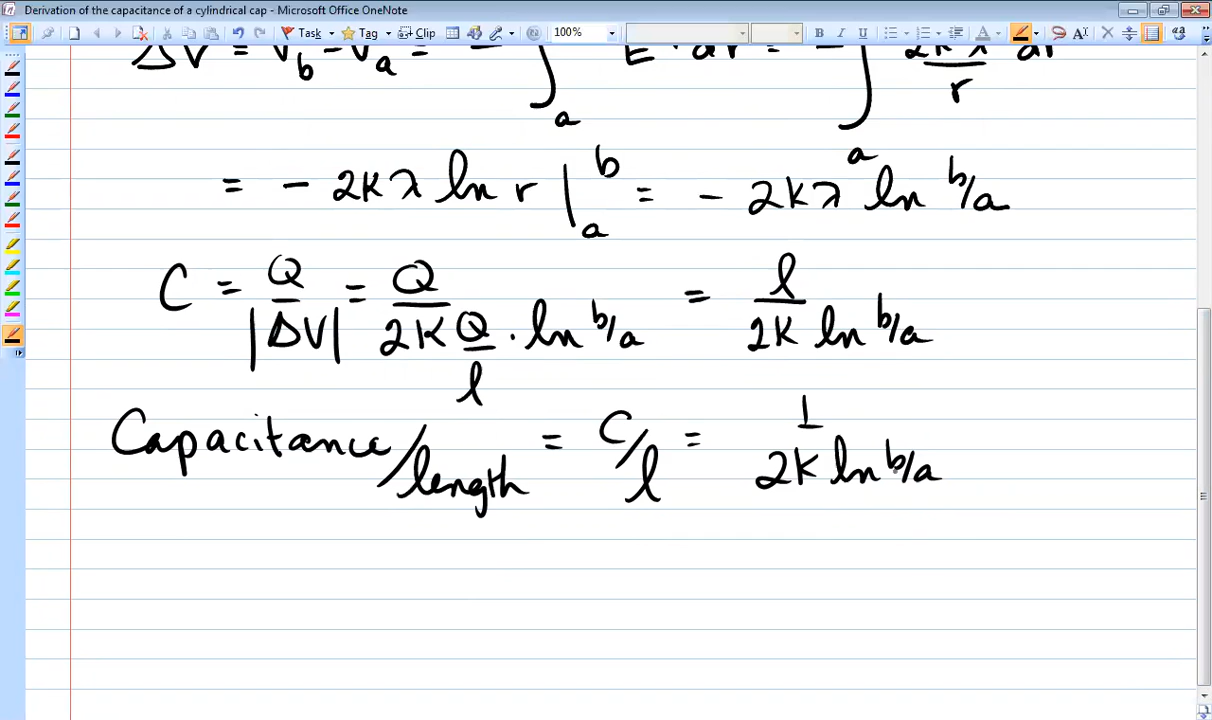 Derivation of the capacitance of a cylindrical cap - Microsoft Office OneNote
Task Tag Clip 100% B I U A
ΔV = V_b - V_a = - ∫_a E · dr = - ∫_a 2kλ/r dr
= - 2kλ ln r |_a^b = - 2kλ ln b/a
C = Q/|ΔV| = Q/(2k Q/l · ln b/a) = l/(2k ln b/a)
Capacitance/length = C/l = 1/(2k ln b/a)